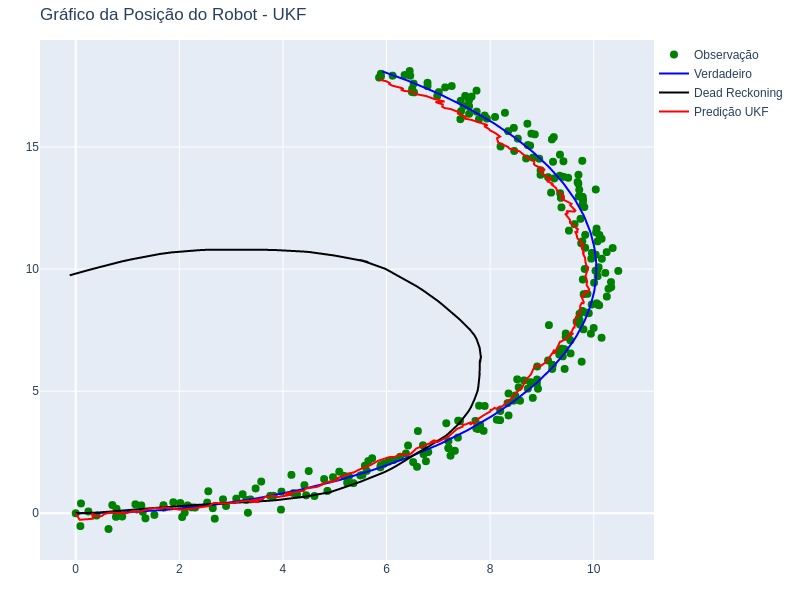 Gráfico da Posição do Robot - UKF
Observação
Verdadeiro
Dead Reckoning
Predição UKF
15
10
5
0
0 2 4 6 8 10